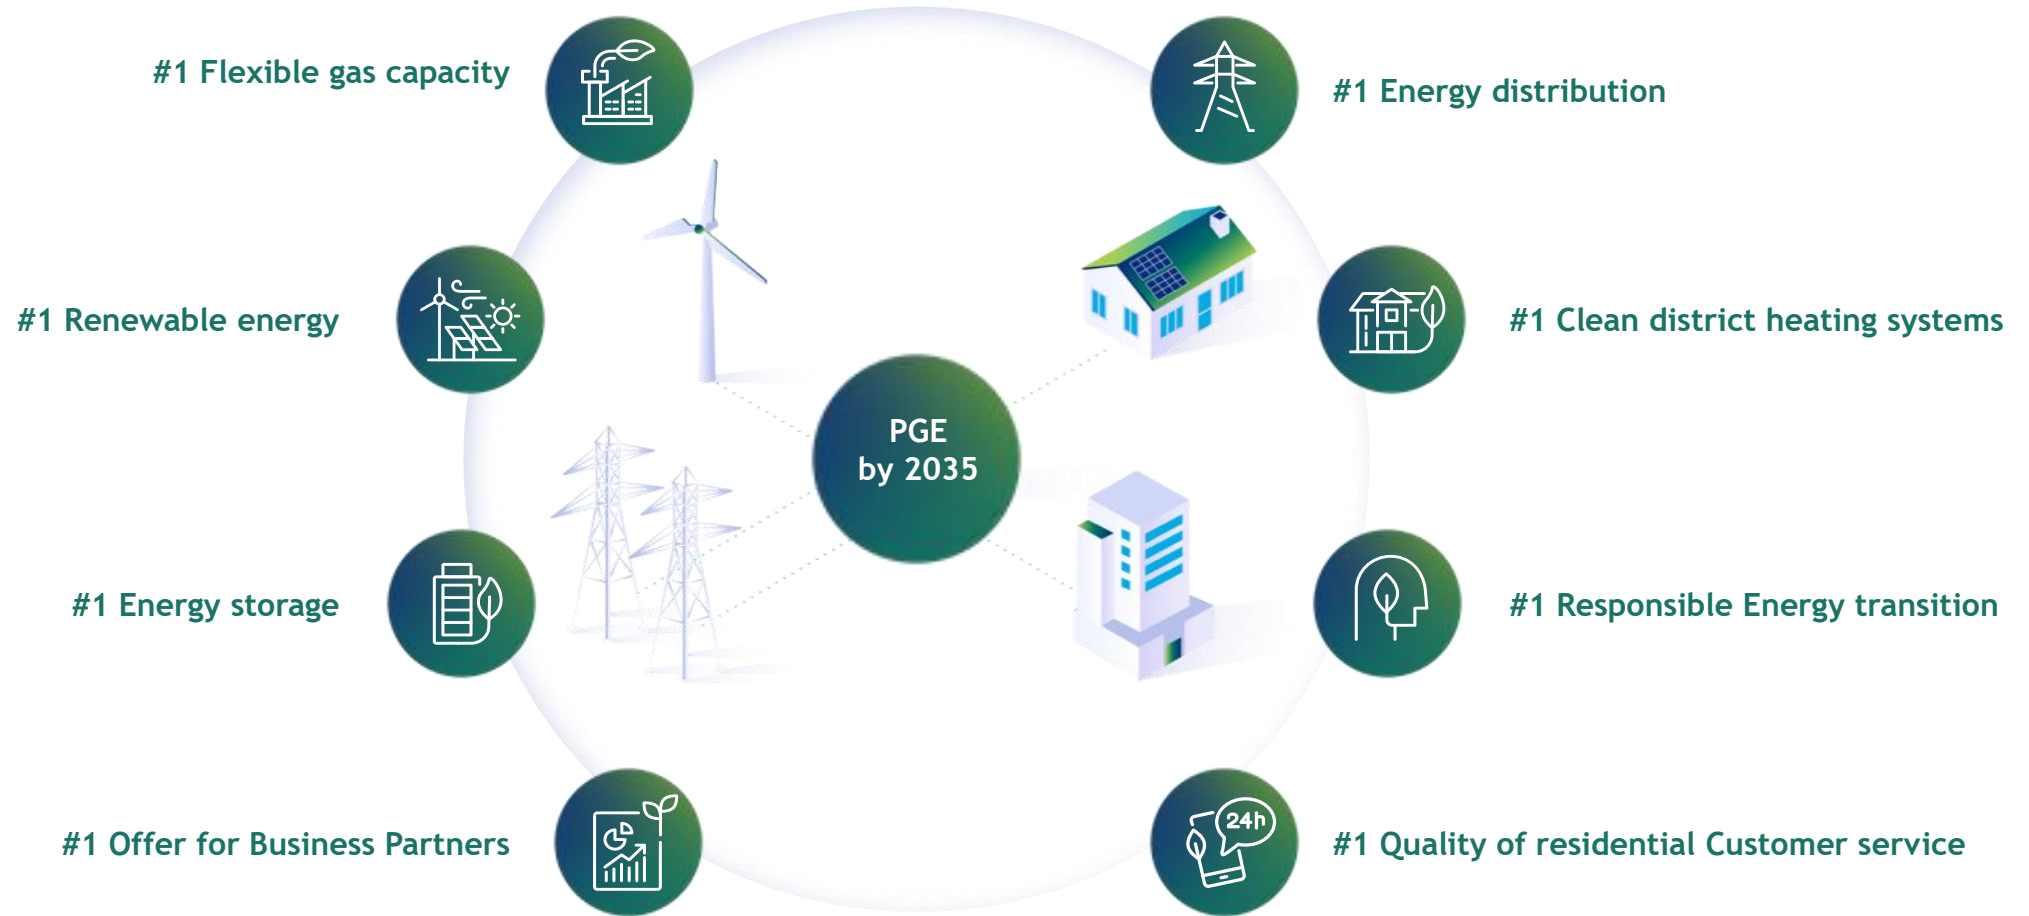 #1 Flexible gas capacity
#1 Energy distribution
#1 Renewable energy
#1 Clean district heating systems
PGE
by 2035
#1 Energy storage
#1 Responsible Energy transition
#1 Offer for Business Partners
24h
#1 Quality of residential Customer service